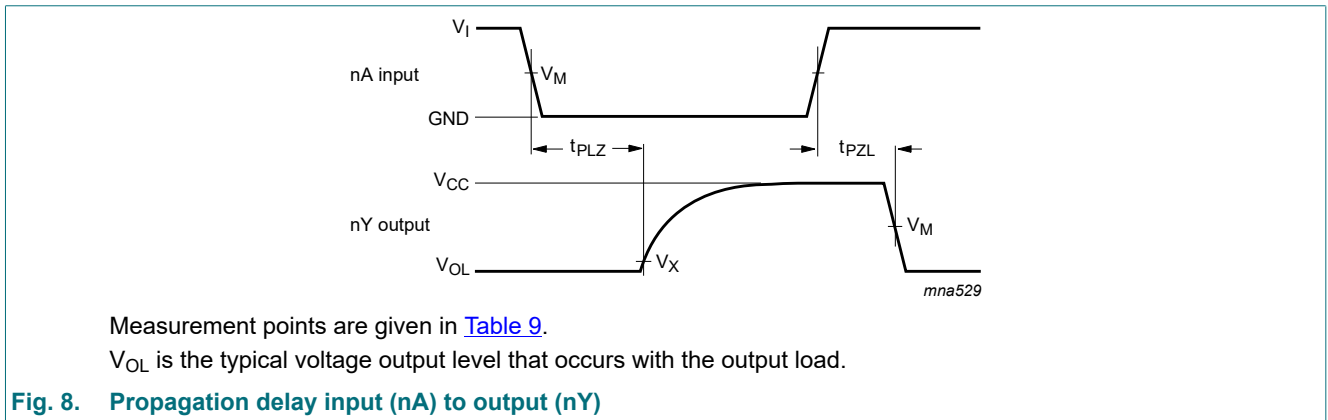 V_I
nA input
V_M
GND
t_PLZ
t_PZL
V_CC
nY output
V_M
V_OL
V_X
mna529
Measurement points are given in Table 9.
V_OL is the typical voltage output level that occurs with the output load.
Fig. 8. Propagation delay input (nA) to output (nY)